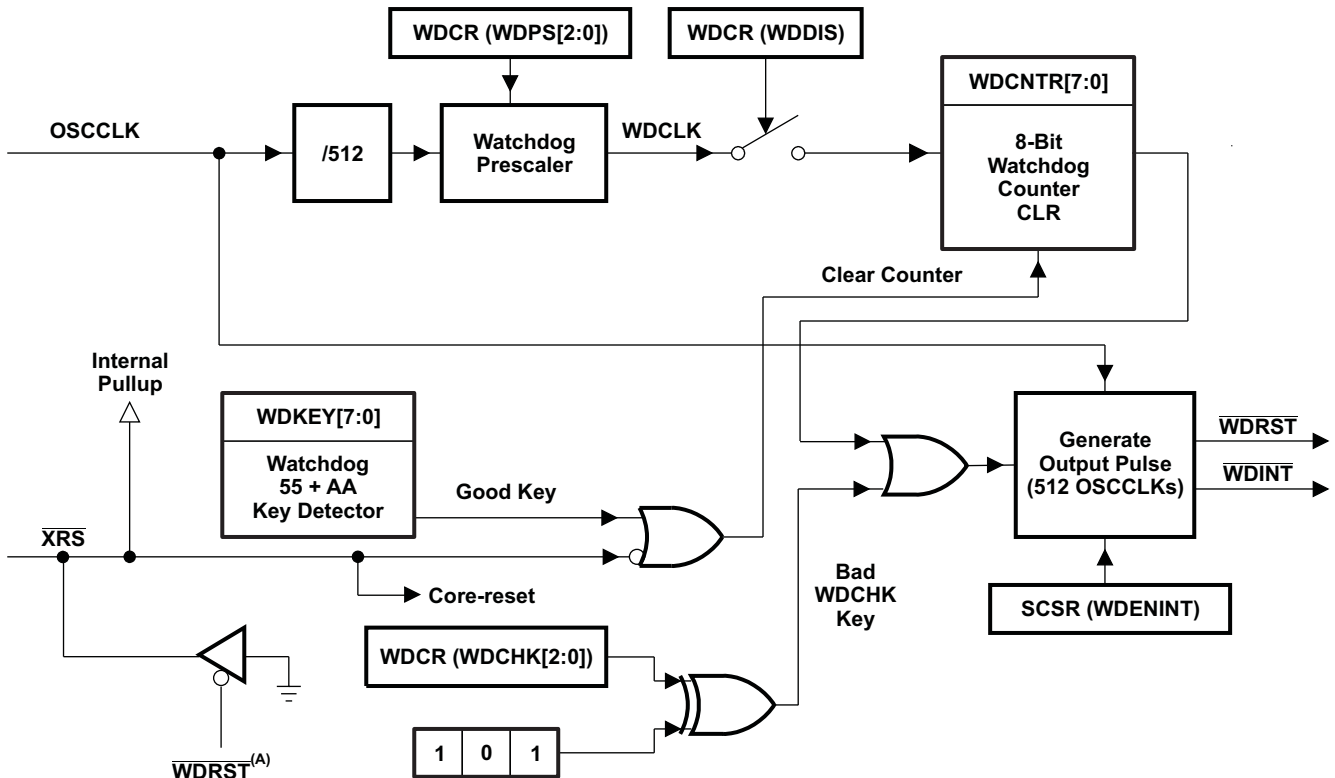 WDCR (WDPS[2:0])
WDCR (WDDIS)
WDCNTR[7:0]
OSCCLK
/512
Watchdog
Prescaler
WDCLK
8-Bit
Watchdog
Counter
CLR
Clear Counter
Internal
Pullup
WDKEY[7:0]
Watchdog
55 + AA
Key Detector
Good Key
Generate
Output Pulse
(512 OSCCLKs)
WDRST
WDINT
XRS
Core-reset
Bad
WDCHK
Key
SCSR (WDENINT)
WDCR (WDCHK[2:0])
1 0 1
WDRST(A)